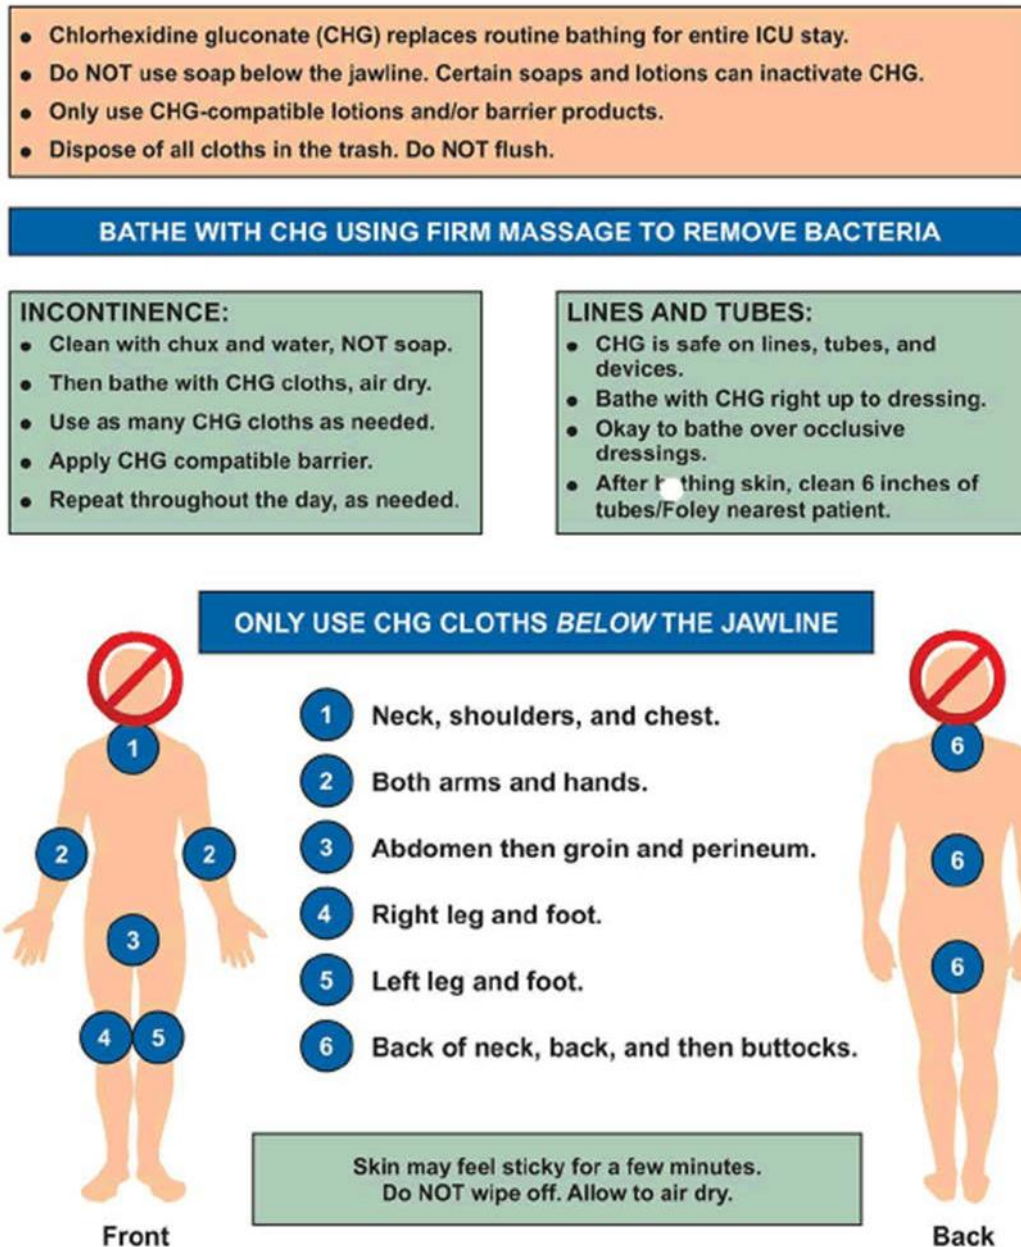 • Chlorhexidine gluconate (CHG) replaces routine bathing for entire ICU stay.
• Do NOT use soap below the jawline. Certain soaps and lotions can inactivate CHG.
• Only use CHG-compatible lotions and/or barrier products.
• Dispose of all cloths in the trash. Do NOT flush.
BATHE WITH CHG USING FIRM MASSAGE TO REMOVE BACTERIA
INCONTINENCE:
• Clean with chux and water, NOT soap.
• Then bathe with CHG cloths, air dry.
• Use as many CHG cloths as needed.
• Apply CHG compatible barrier.
• Repeat throughout the day, as needed.
LINES AND TUBES:
• CHG is safe on lines, tubes, and
devices.
• Bathe with CHG right up to dressing.
• Okay to bathe over occlusive
dressings.
• After skin, clean 6 inches of
tubes/Foley nearest patient.
ONLY USE CHG CLOTHS BELOW THE JAWLINE
1 Neck, shoulders, and chest.
2 Both arms and hands.
3 Abdomen then groin and perineum.
4 Right leg and foot.
5 Left leg and foot.
6 Back of neck, back, and then buttocks.
1
2
2
3
4
5
Front
6
6
6
Back
Skin may feel sticky for a few minutes.
Do NOT wipe off. Allow to air dry.